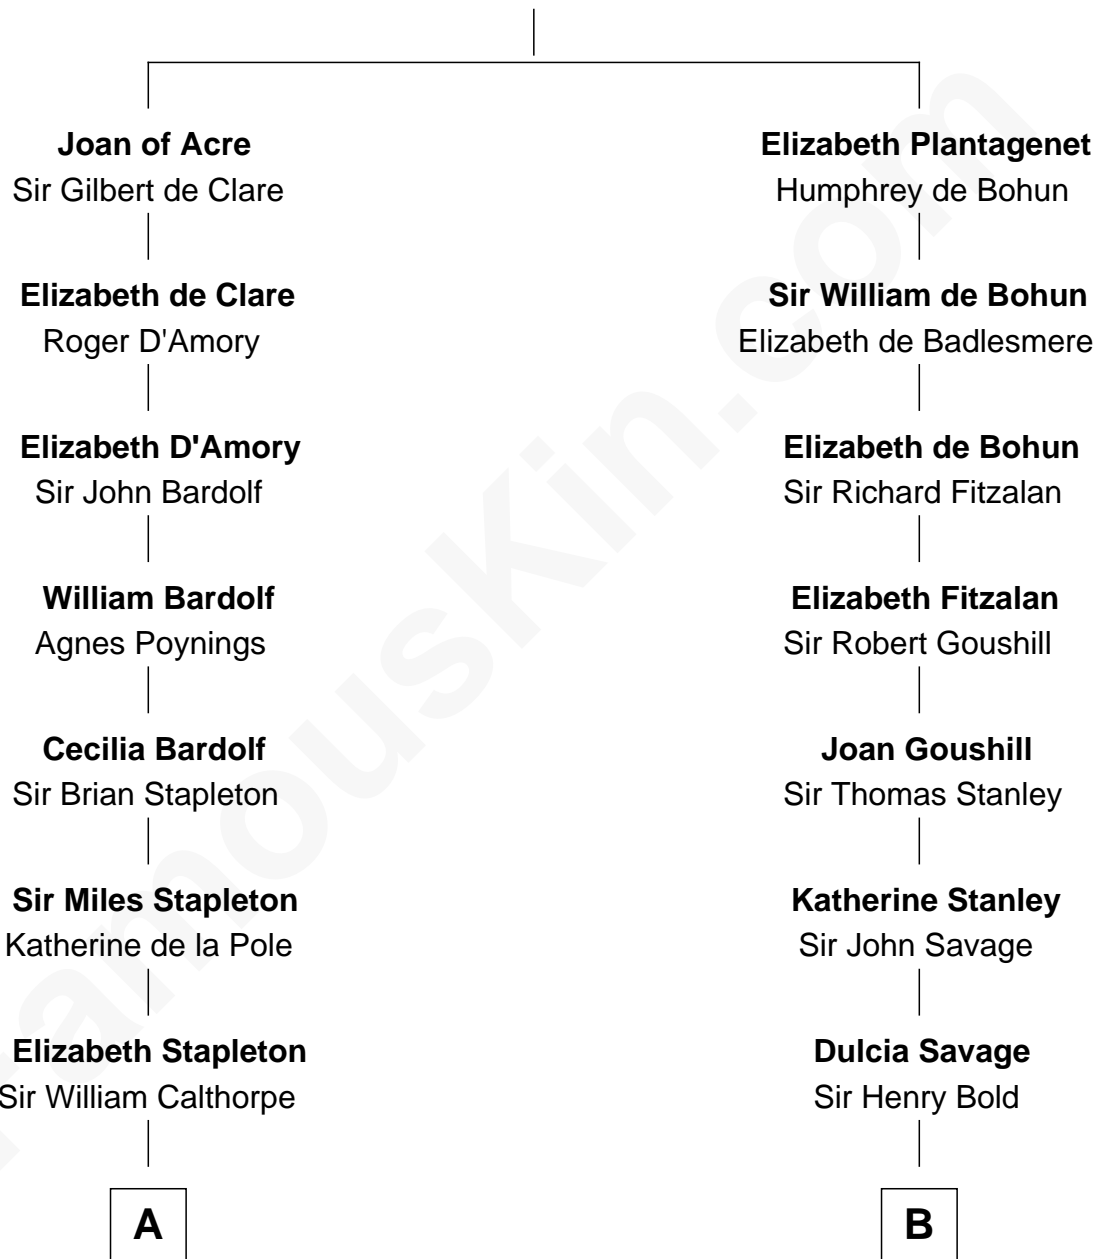 Joan of Acre
Sir Gilbert de Clare
Elizabeth de Clare
Roger D'Amory
Elizabeth D'Amory
Sir John Bardolf
William Bardolf
Agnes Poynings
Cecilia Bardolf
Sir Brian Stapleton
Sir Miles Stapleton
Katherine de la Pole
Elizabeth Stapleton
Sir William Calthorpe
A
Elizabeth Plantagenet
Humphrey de Bohun
Sir William de Bohun
Elizabeth de Badlesmere
Elizabeth de Bohun
Sir Richard Fitzalan
Elizabeth Fitzalan
Sir Robert Goushill
Joan Goushill
Sir Thomas Stanley
Katherine Stanley
Sir John Savage
Dulcia Savage
Sir Henry Bold
B
famouskin.com